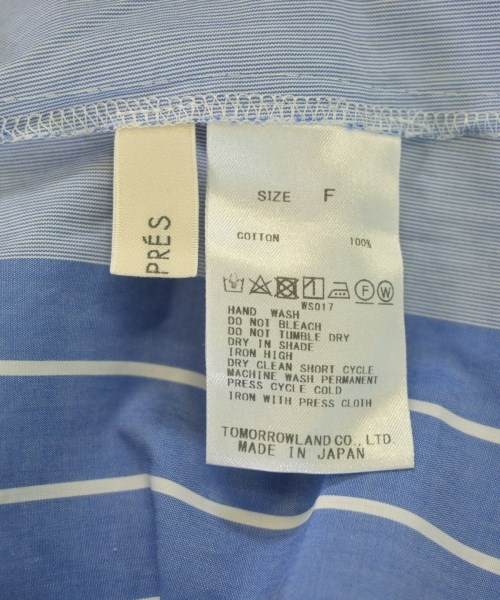 PRÉS
SIZE F
COTTON 100%
F W
WS017
HAND WASH
DO NOT BLEACH
DO NOT TUMBLE DRY
DRY IN SHADE
IRON HIGH
DRY CLEAN SHORT CYCLE
MACHINE WASH PERMANENT
PRESS CYCLE COLD
IRON WITH PRESS CLOTH
TOMORROWLAND CO., LTD.
MADE IN JAPAN